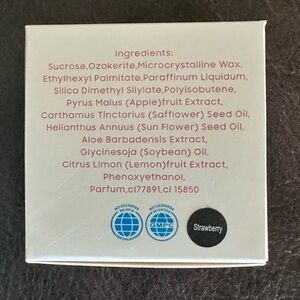 Ingredients:
Sucrose,Ozokerite,Microcrystalline Wax,
Ethylhexyl Palmitate,Paraffinum Liquidum,
Silica Dimethyl Silylate,Polyisobutene,
Pyrus Malus (Apple)fruit Extract,
Carthamus Tinctorius (Safflower) Seed Oil,
Helianthus Annuus (Sun Flower) Seed Oil,
Aloe Barbadensis Extract,
Glycinesoja (Soybean) Oil,
Citrus Limon (Lemon)fruit Extract,
Phenoxyethanol,
Parfum,cl77891,cl 15850
GMPC
Strawberry